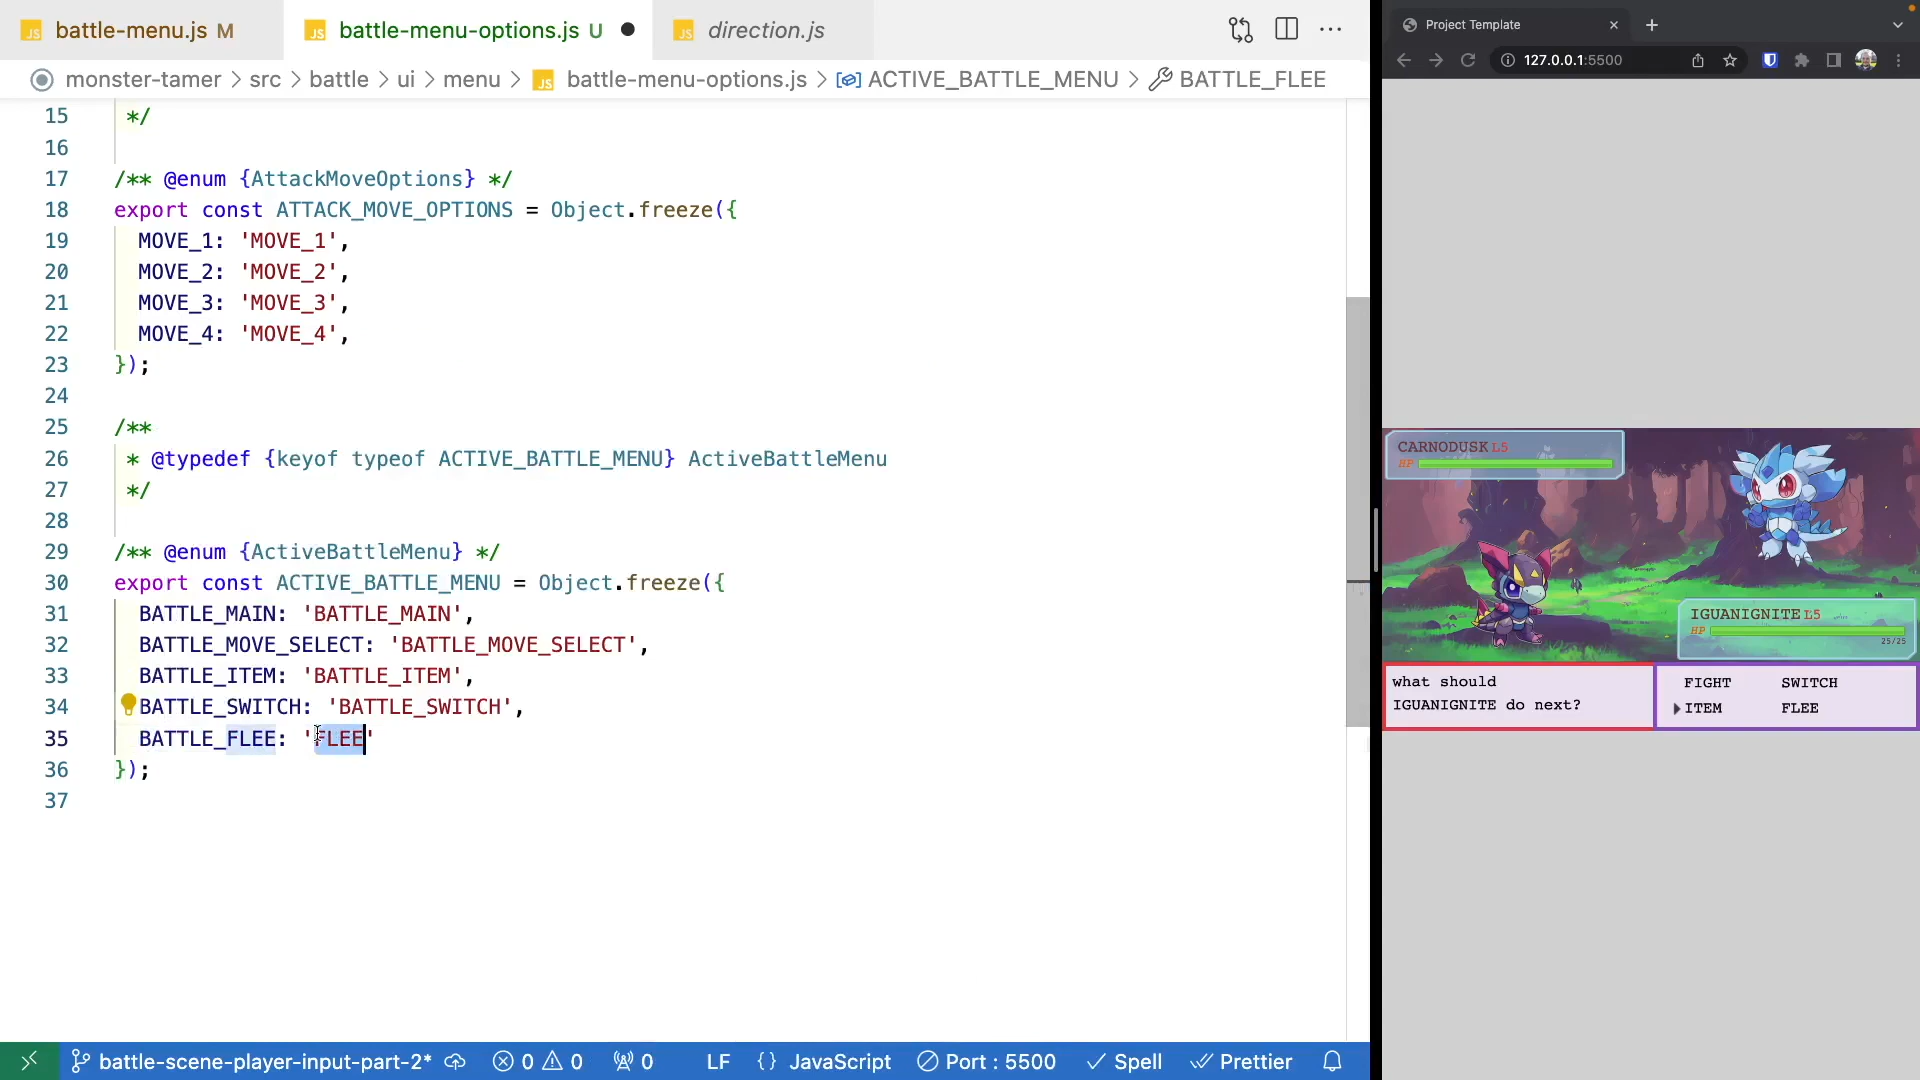 battle-menu.js M
battle-menu-options.js U
direction.js
monster-tamer > src > battle > ui > menu > battle-menu-options.js > ACTIVE_BATTLE_MENU > BATTLE_FLEE
15 */
16
17 /** @enum {AttackMoveOptions} */
18 export const ATTACK_MOVE_OPTIONS = Object.freeze({
19 MOVE_1: 'MOVE_1',
20 MOVE_2: 'MOVE_2',
21 MOVE_3: 'MOVE_3',
22 MOVE_4: 'MOVE_4',
23 });
24
25 /**
26 * @typedef {keyof typeof ACTIVE_BATTLE_MENU} ActiveBattleMenu
27 */
28
29 /** @enum {ActiveBattleMenu} */
30 export const ACTIVE_BATTLE_MENU = Object.freeze({
31 BATTLE_MAIN: 'BATTLE_MAIN',
32 BATTLE_MOVE_SELECT: 'BATTLE_MOVE_SELECT',
33 BATTLE_ITEM: 'BATTLE_ITEM',
34 BATTLE_SWITCH: 'BATTLE_SWITCH',
35 BATTLE_FLEE: 'FLEE'
36 });
37
battle-scene-player-input-part-2* 0 0 0 LF {} JavaScript Port : 5500 Spell Prettier
Project Template
127.0.0.1:5500
CARNODUSK L5
HP
IGUANIGNITE L5
HP
25/25
what should
IGUANIGNITE do next?
FIGHT SWITCH
ITEM FLEE